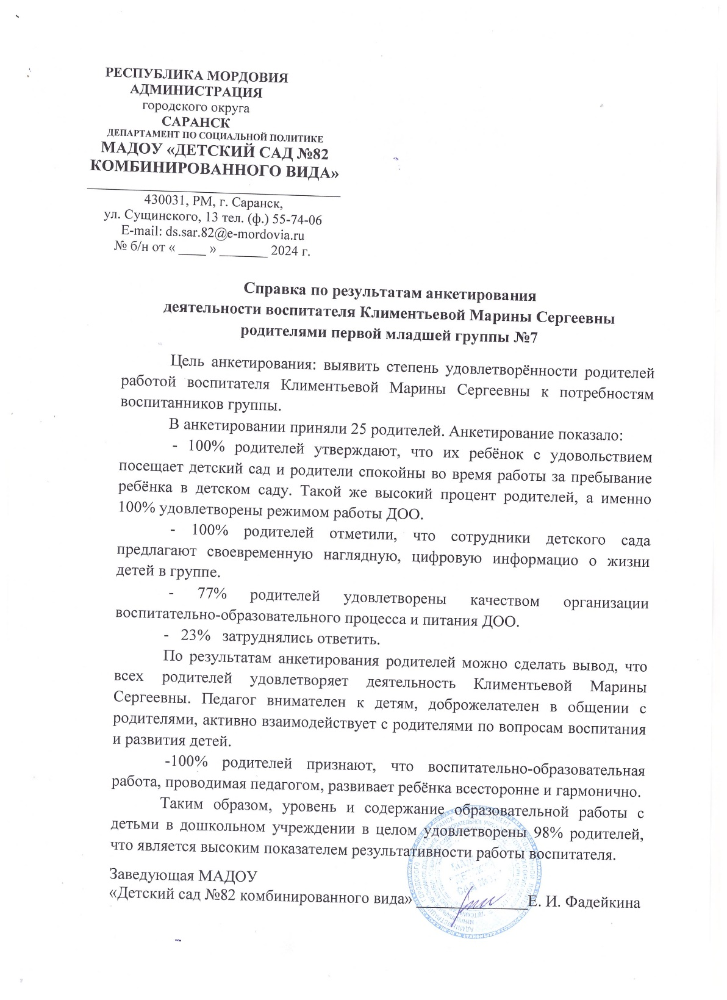 РЕСПУБЛИКА МОРДОВИЯ
АДМИНИСТРАЦИЯ
городского округа
САРАНСК
ДЕПАРТАМЕНТ ПО СОЦИАЛЬНОЙ ПОЛИТИКЕ
МАДОУ «ДЕТСКИЙ САД №82
КОМБИНИРОВАННОГО ВИДА»
430031, РМ, г. Саранск,
ул. Сущинского, 13 тел. (ф.) 55-74-06
E-mail: ds.sar.82@e-mordovia.ru
№ б/н от « ____ » _______ 2024 г.
Справка по результатам анкетирования
деятельности воспитателя Климентьевой Марины Сергеевны
родителями первой младшей группы №7
Цель анкетирования: выявить степень удовлетворённости родителей
работой воспитателя Климентьевой Марины Сергеевны к потребностям
воспитанников группы.
В анкетировании приняли 25 родителей. Анкетирование показало:
- 100% родителей утверждают, что их ребёнок с удовольствием
посещает детский сад и родители спокойны во время работы за пребывание
ребёнка в детском саду. Такой же высокий процент родителей, а именно
100% удовлетворены режимом работы ДОО.
- 100% родителей отметили, что сотрудники детского сада
предлагают своевременную наглядную, цифровую информацио о жизни
детей в группе.
- 77% родителей удовлетворены качеством организации
воспитательно-образовательного процесса и питания ДОО.
- 23% затруднялись ответить.
По результатам анкетирования родителей можно сделать вывод, что
всех родителей удовлетворяет деятельность Климентьевой Марины
Сергеевны. Педагог внимателен к детям, доброжелателен в общении с
родителями, активно взаимодействует с родителями по вопросам воспитания
и развития детей.
-100% родителей признают, что воспитательно-образовательная
работа, проводимая педагогом, развивает ребёнка всесторонне и гармонично.
Таким образом, уровень и содержание образовательной работы с
детьми в дошкольном учреждении в целом удовлетворены 98% родителей,
что является высоким показателем результативности работы воспитателя.
Заведующая МАДОУ
«Детский сад №82 комбинированного вида» ______________Е. И. Фадейкина